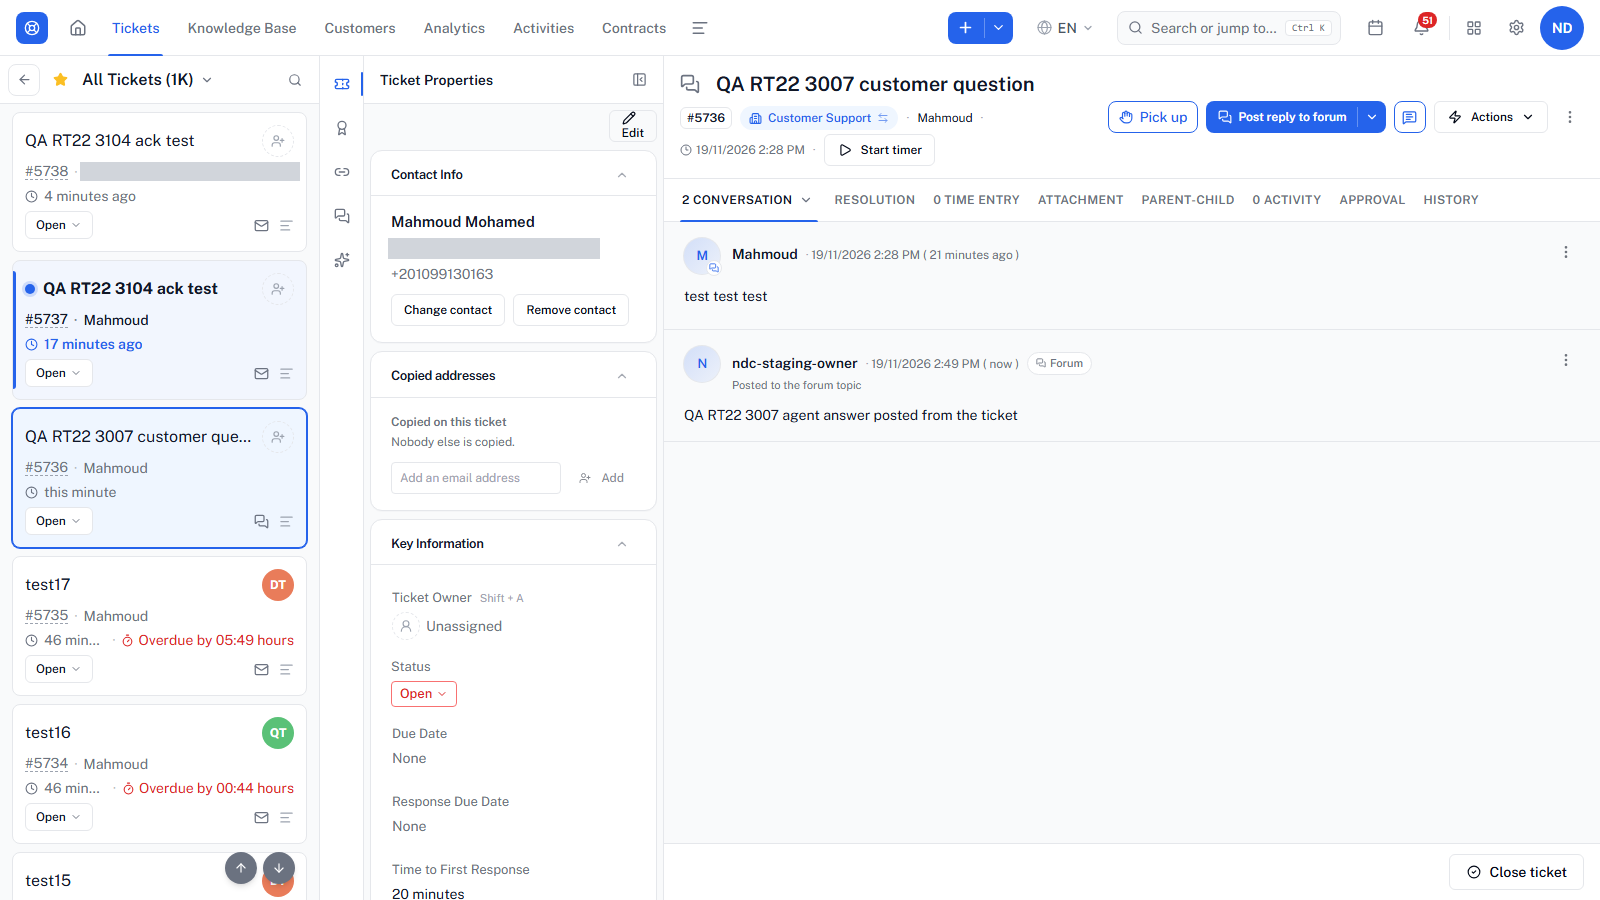 Tickets
Knowledge Base
Customers
Analytics
Activities
Contracts
EN
Search or jump to...
Ctrl K
51
ND
All Tickets (1K)
QA RT22 3104 ack test
#5738 ·
4 minutes ago
Open
QA RT22 3104 ack test
#5737 · Mahmoud
17 minutes ago
Open
QA RT22 3007 customer que...
#5736 · Mahmoud
this minute
Open
test17
DT
#5735 · Mahmoud
46 min... · Overdue by 05:49 hours
Open
test16
QT
#5734 · Mahmoud
46 min... · Overdue by 00:44 hours
Open
test15
Ticket Properties
Edit
Contact Info
Mahmoud Mohamed
+201099130163
Change contact
Remove contact
Copied addresses
Copied on this ticket
Nobody else is copied.
Add an email address
Add
Key Information
Ticket Owner Shift + A
Unassigned
Status
Open
Due Date
None
Response Due Date
None
Time to First Response
20 minutes
QA RT22 3007 customer question
#5736
Customer Support
· Mahmoud ·
19/11/2026 2:28 PM ·
Start timer
Pick up
Post reply to forum
Actions
2 CONVERSATION
RESOLUTION
0 TIME ENTRY
ATTACHMENT
PARENT-CHILD
0 ACTIVITY
APPROVAL
HISTORY
M
Mahmoud · 19/11/2026 2:28 PM ( 21 minutes ago )
test test test
N
ndc-staging-owner · 19/11/2026 2:49 PM ( now )
Forum
Posted to the forum topic
QA RT22 3007 agent answer posted from the ticket
Close ticket